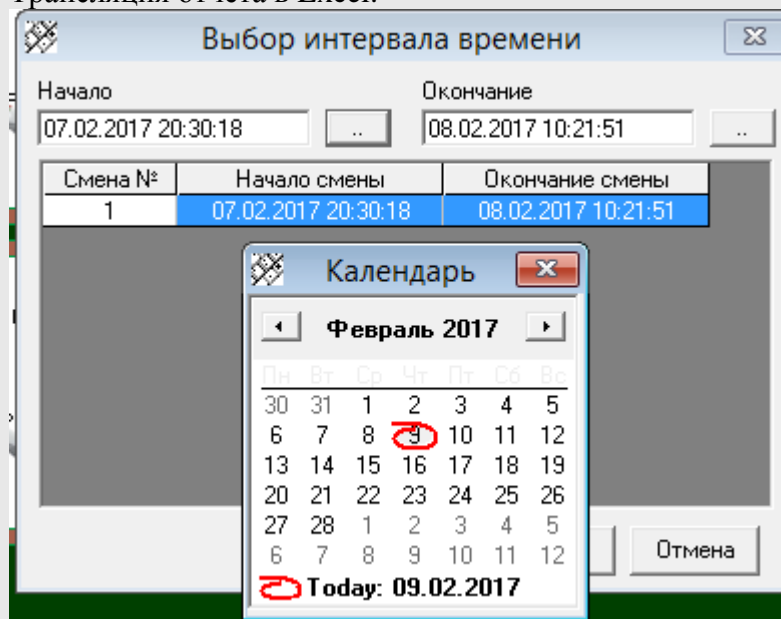 Трансляция отчета в Excel.
Выбор интервала времени
Начало Окончание
07.02.2017 20:30:18 .. 08.02.2017 10:21:51 ..
Смена № Начало смены Окончание смены
1 07.02.2017 20:30:18 08.02.2017 10:21:51
Календарь
Февраль 2017
Пн Вт Ср Чт Пт Сб Вс
30 31 1 2 3 4 5
6 7 8 9 10 11 12
13 14 15 16 17 18 19
20 21 22 23 24 25 26
27 28 1 2 3 4 5
6 7 8 9 10 11 12
Today: 09.02.2017
Отмена